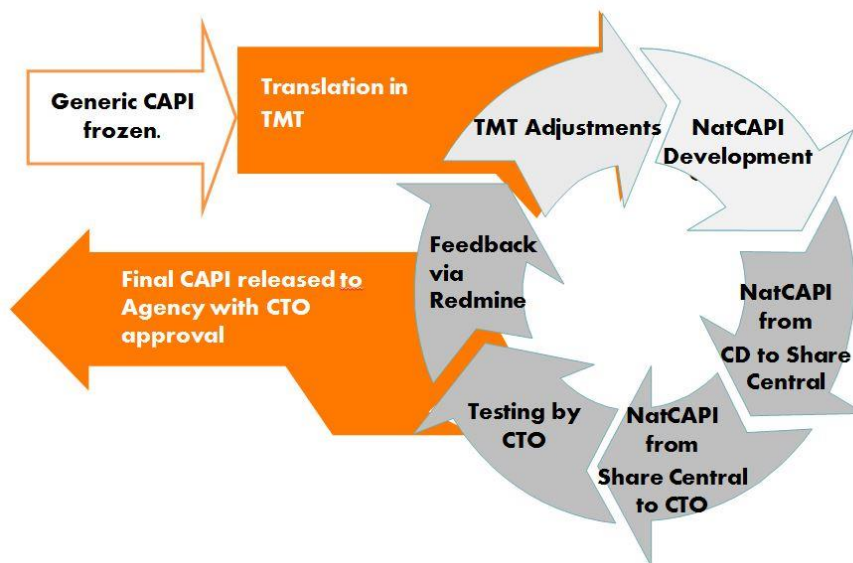 Generic CAPI
frozen.
Translation in
TMT
TMT Adjustments
NatCAPI
Development
NatCAPI
from
CD to Share
Central
NatCAPI
from
Share Central
to CTO
Testing by
CTO
Feedback
via
Redmine
Final CAPI released to
Agency with CTO
approval